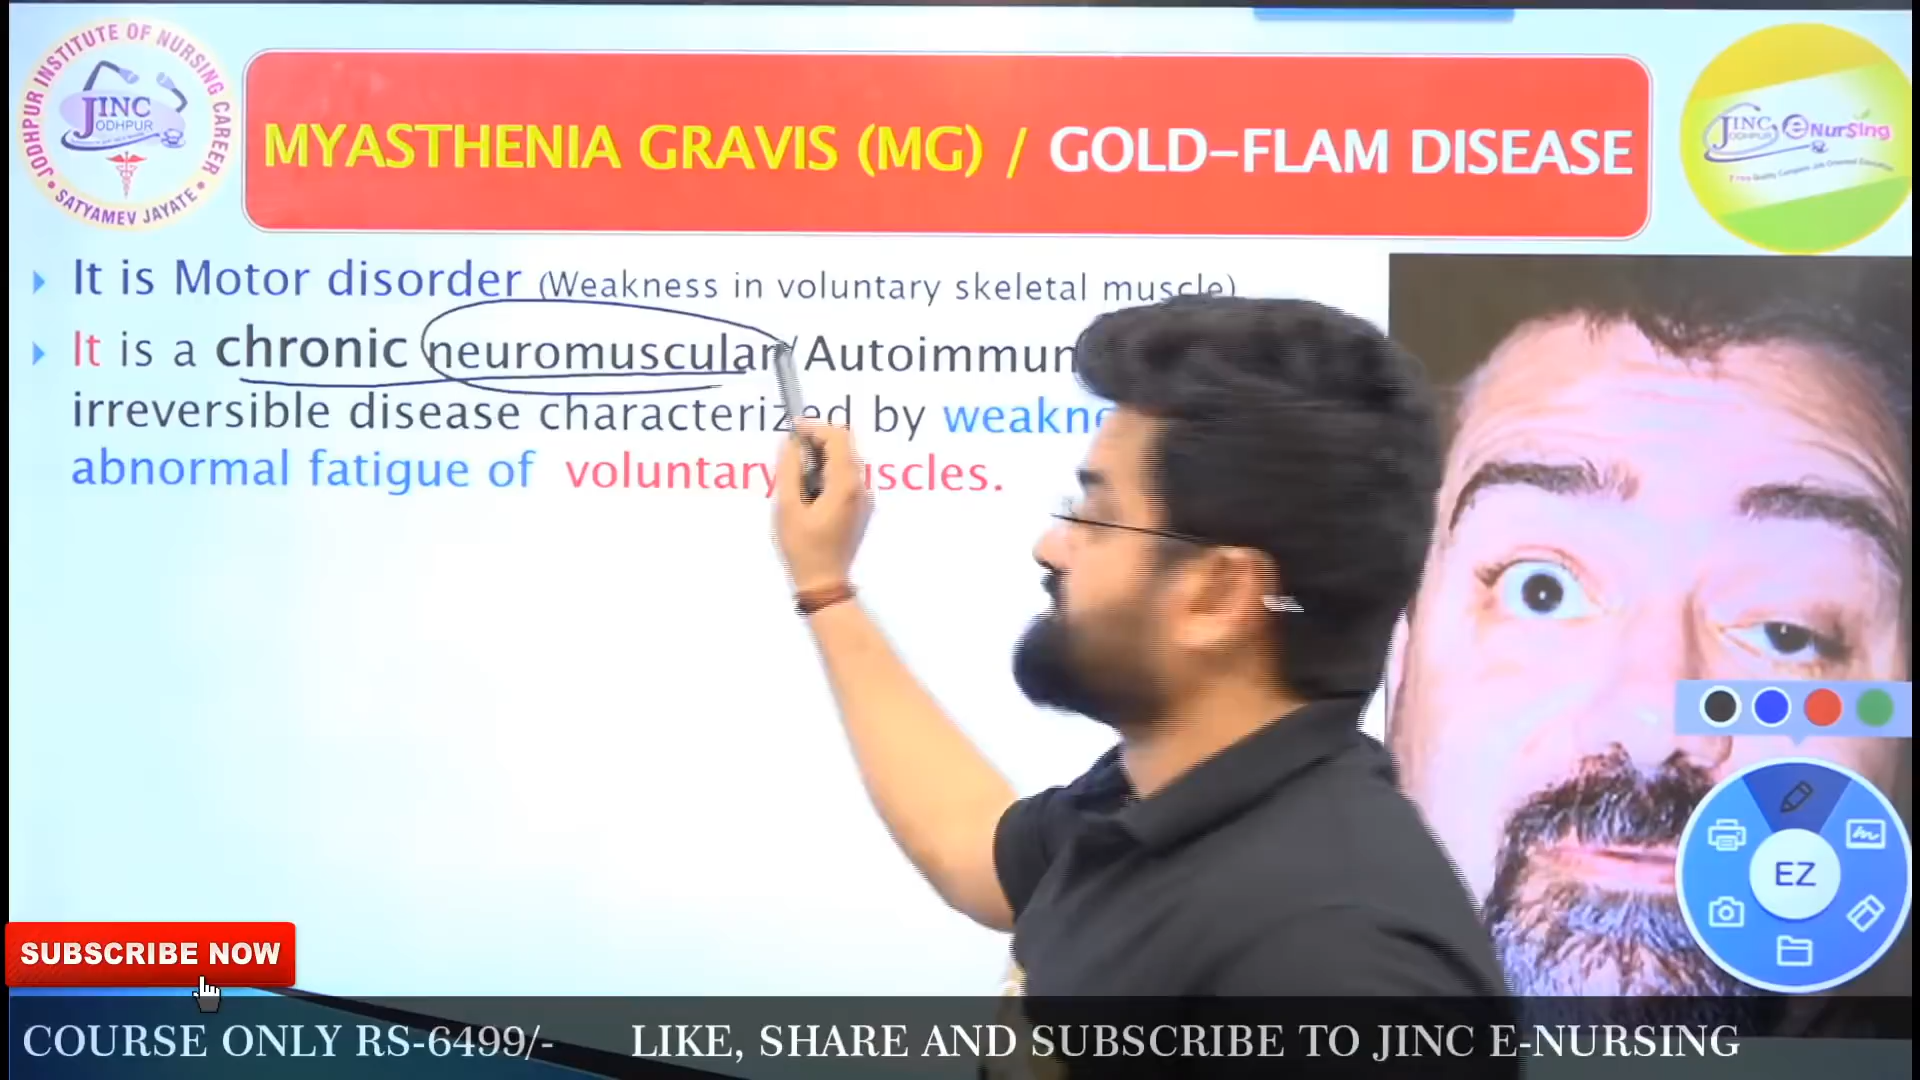 JODHPUR INSTITUTE OF NURSING CAREER
JINC
JODHPUR
SATYAMEV JAYATE
MYASTHENIA GRAVIS (MG) / GOLD-FLAM DISEASE
JINC eNursing
It is Motor disorder (Weakness in voluntary skeletal muscle)
It is a chronic neuromuscular/Autoimmun
irreversible disease characterized by weakn
abnormal fatigue of voluntary muscles.
EZ
SUBSCRIBE NOW
COURSE ONLY RS-6499/- LIKE, SHARE AND SUBSCRIBE TO JINC E-NURSING